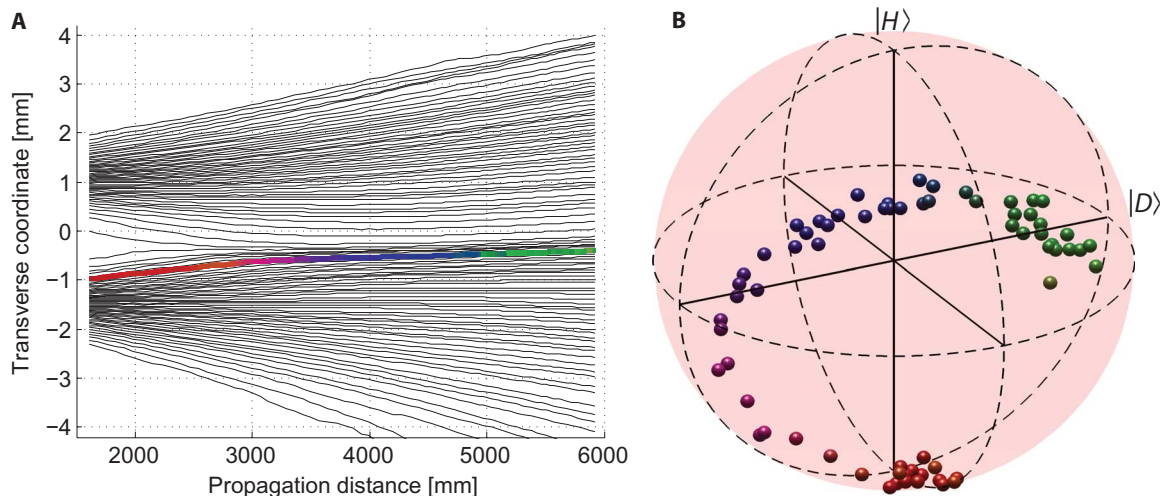 A
Transverse coordinate [mm]
4
3
2
1
0
−1
−2
−3
−4
2000 3000 4000 5000 6000
Propagation distance [mm]
B
|H⟩
|D⟩